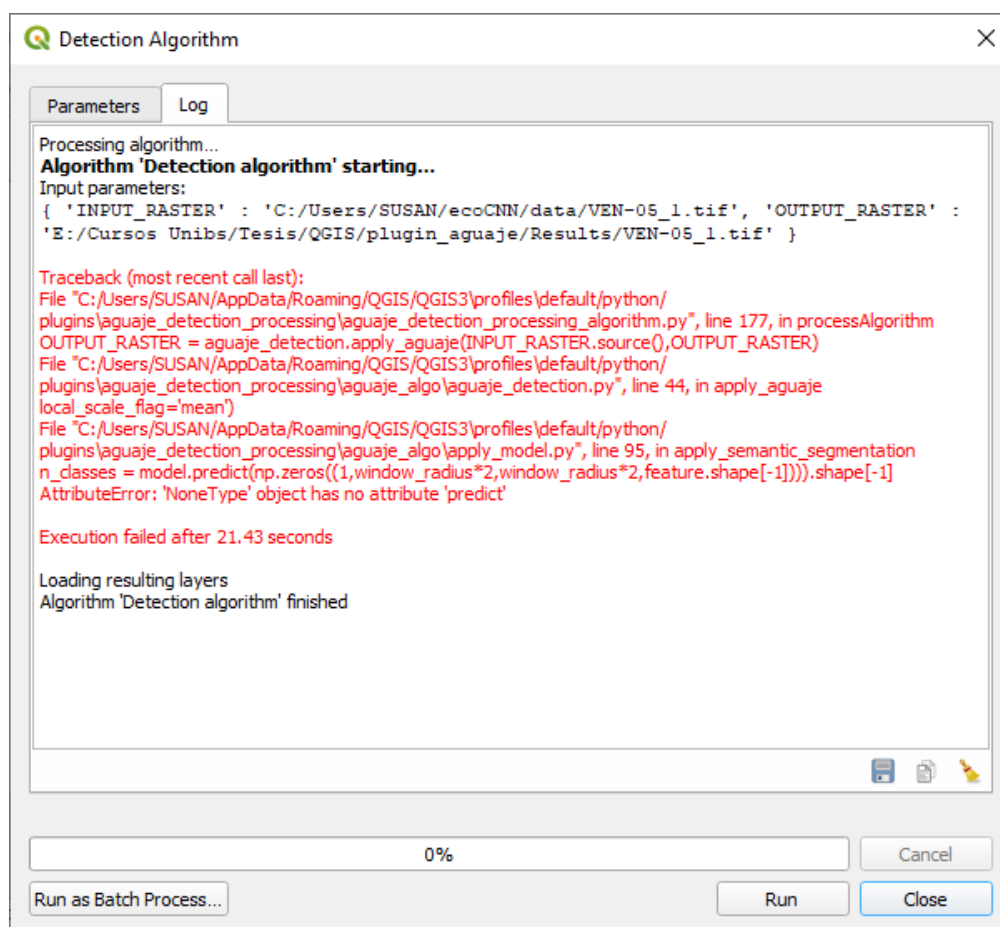 Detection Algorithm
Parameters
Log
Processing algorithm...
Algorithm 'Detection algorithm' starting...
Input parameters:
{ 'INPUT_RASTER' : 'C:/Users/SUSAN/ecoCNN/data/VEN-05_1.tif', 'OUTPUT_RASTER' :
'E:/Cursos Unibs/Tesis/QGIS/plugin_aguaje/Results/VEN-05_1.tif' }
Traceback (most recent call last):
File "C:/Users/SUSAN/AppData/Roaming/QGIS/QGIS3\profiles\default/python/
plugins\aguaje_detection_processing\aguaje_detection_processing_algorithm.py", line 177, in processAlgorithm
OUTPUT_RASTER = aguaje_detection.apply_aguaje(INPUT_RASTER.source(),OUTPUT_RASTER)
File "C:/Users/SUSAN/AppData/Roaming/QGIS/QGIS3\profiles\default/python/
plugins\aguaje_detection_processing\aguaje_algo\aguaje_detection.py", line 44, in apply_aguaje
local_scale_flag='mean')
File "C:/Users/SUSAN/AppData/Roaming/QGIS/QGIS3\profiles\default/python/
plugins\aguaje_detection_processing\aguaje_algo\apply_model.py", line 95, in apply_semantic_segmentation
n_classes = model.predict(np.zeros((1,window_radius*2,window_radius*2,feature.shape[-1]))).shape[-1]
AttributeError: 'NoneType' object has no attribute 'predict'
Execution failed after 21.43 seconds
Loading resulting layers
Algorithm 'Detection algorithm' finished
0%
Cancel
Run as Batch Process...
Run
Close